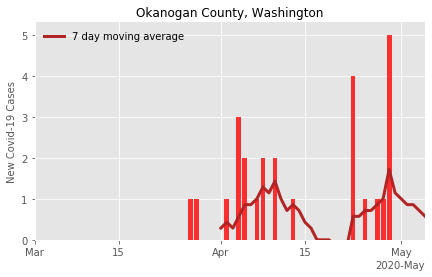 Okanogan County, Washington
7 day moving average
New Covid-19 Cases
5
4
3
2
1
0
Mar
15
Apr
15
May
2020-May